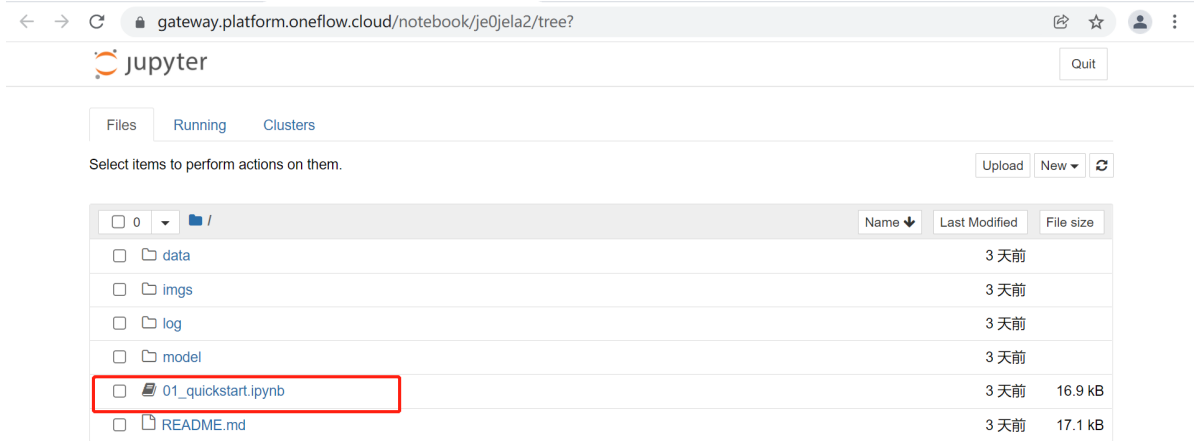 gateway.platform.oneflow.cloud/notebook/je0jela2/tree?
jupyter
Quit
Files Running Clusters
Select items to perform actions on them.
Upload New
0 / Name Last Modified File size
data 3 天前
imgs 3 天前
log 3 天前
model 3 天前
01_quickstart.ipynb 3 天前 16.9 kB
README.md 3 天前 17.1 kB